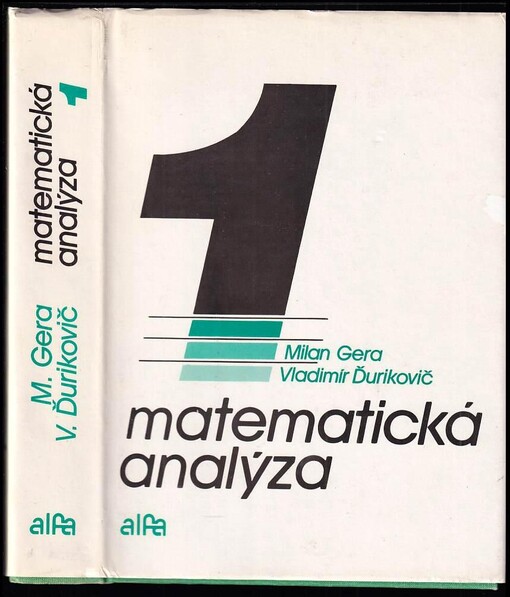 matematická
analýza
1
M. Gera
V. Ďurikovič
alfa
1
Milan Gera
Vladimír Ďurikovič
matematická
analýza
alfa